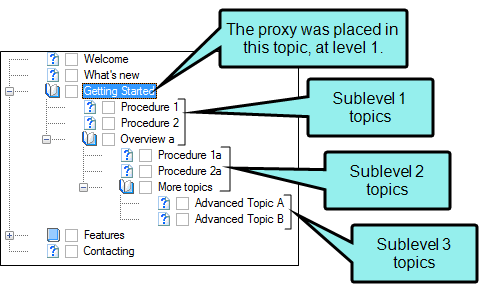 The proxy was placed in
this topic, at level 1.
Welcome
What's new
Getting Started
Procedure 1
Procedure 2
Overview a
Sublevel 1
topics
Procedure 1a
Procedure 2a
More topics
Sublevel 2
topics
Advanced Topic A
Advanced Topic B
Features
Contacting
Sublevel 3
topics